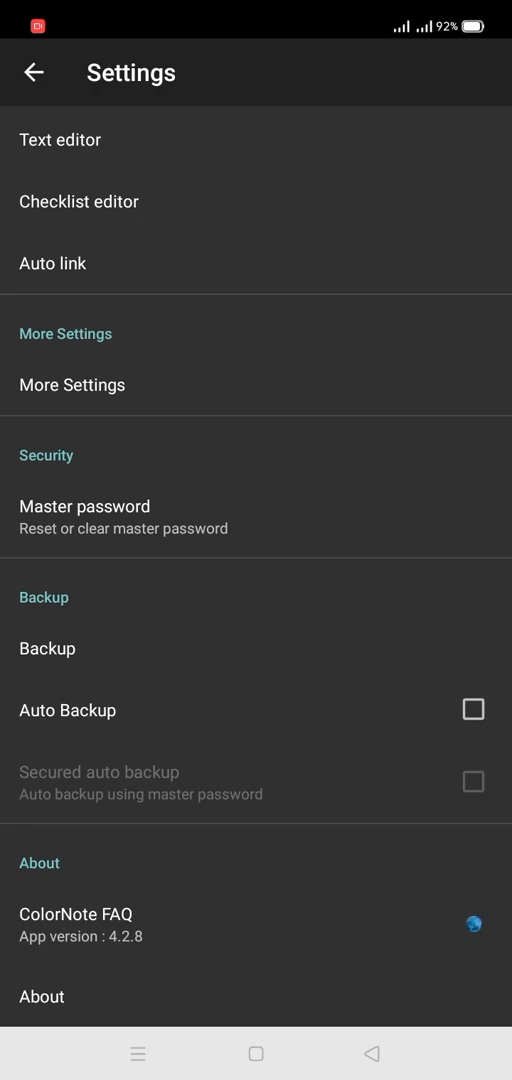 92%
Settings
Text editor
Checklist editor
Auto link
More Settings
More Settings
Security
Master password
Reset or clear master password
Backup
Backup
Auto Backup
Secured auto backup
Auto backup using master password
About
ColorNote FAQ
App version : 4.2.8
About